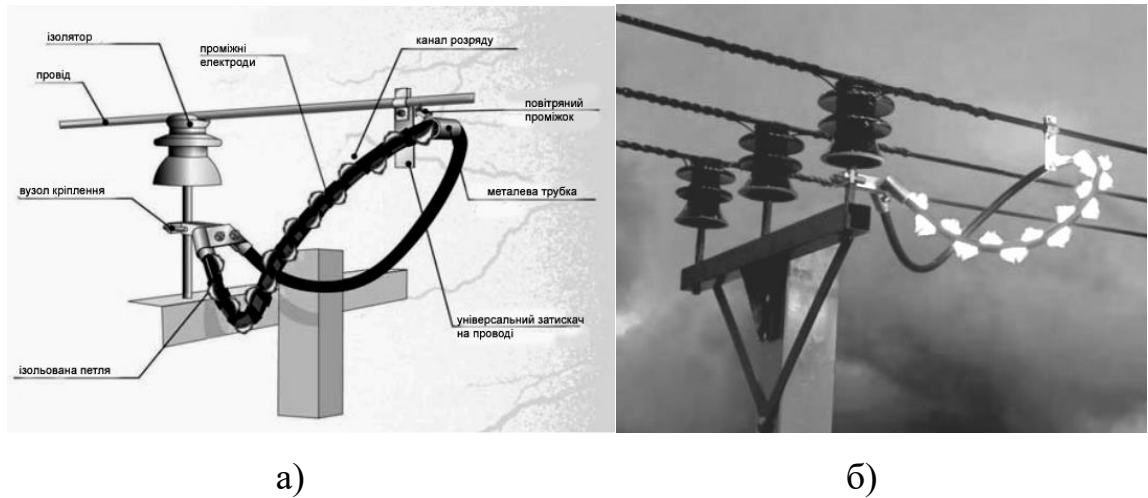 ізолятор
провід
проміжні
електроди
канал розряду
повітряний
проміжок
вузол кріплення
металева трубка
універсальний затискач
на проводі
ізольована петля
а)
б)